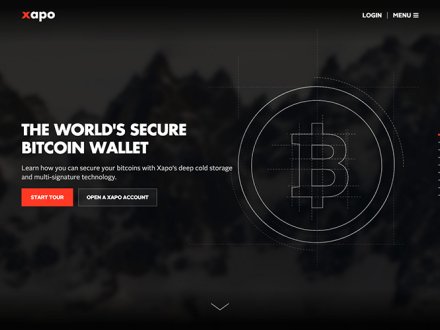 xapo
LOGIN | MENU
THE WORLD'S SECURE
BITCOIN WALLET
Learn how you can secure your bitcoins with Xapo's deep cold storage
and multi-signature technology.
START TOUR
OPEN A XAPO ACCOUNT